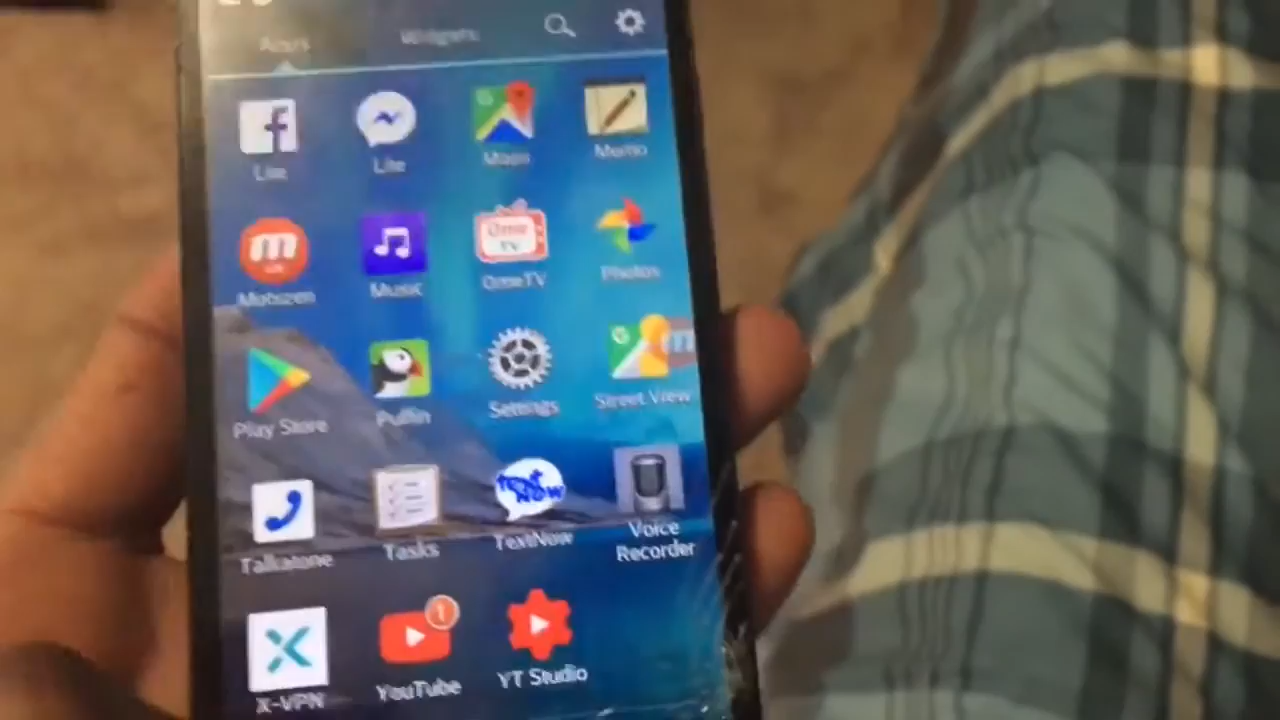 Apps Widgets
Lite Lite Maps Memo
Mobizen Music OmeTV Photos
Play Store Puffin Settings Street View
Talkatone Tasks TextNow Voice
Recorder
X-VPN YouTube YT Studio